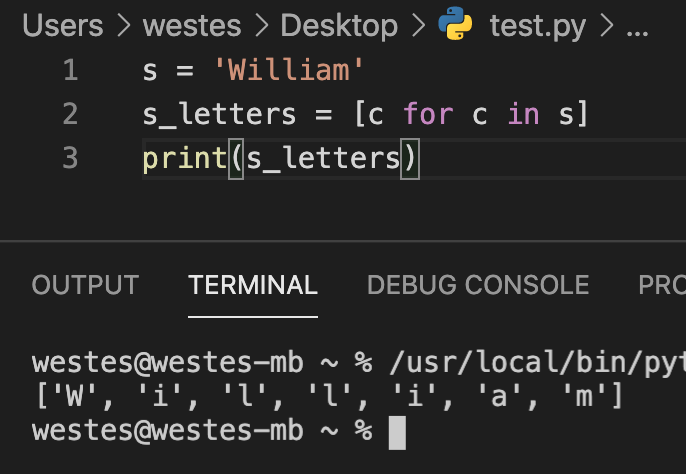 Users > westes > Desktop > test.py > ...
1 s = 'William'
2 s_letters = [c for c in s]
3 print(s_letters)
OUTPUT TERMINAL DEBUG CONSOLE PRO
westes@westes-mb ~ % /usr/local/bin/pyt
['W', 'i', 'l', 'l', 'i', 'a', 'm']
westes@westes-mb ~ %